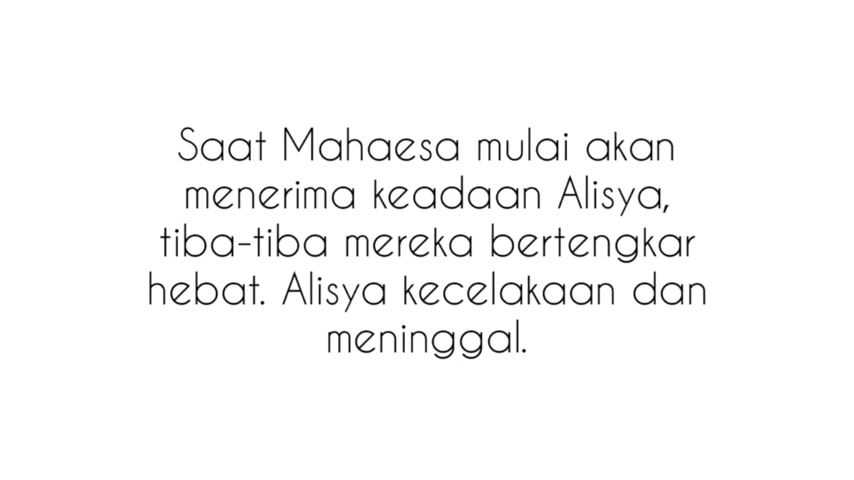 Saat Mahaesa mulai akan
menerima keadaan Alisya,
tiba-tiba mereka bertengkar
hebat. Alisya kecelakaan dan
meninggal.